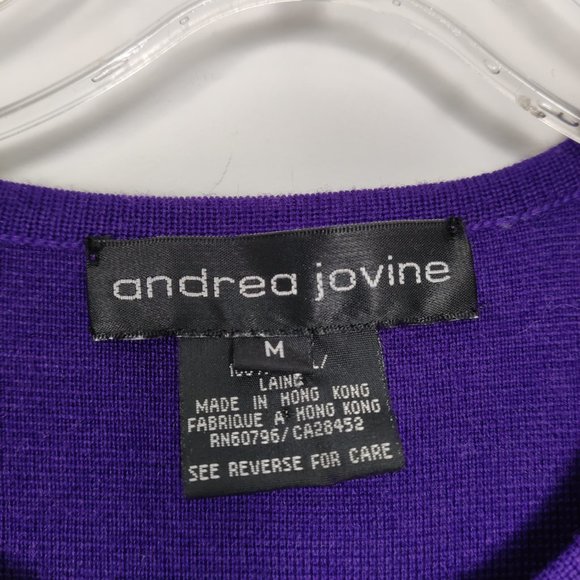 andrea jovine
M
LAINE
MADE IN HONG KONG
FABRIQUE A' HONG KONG
RN60796/CA28452
SEE REVERSE FOR CARE